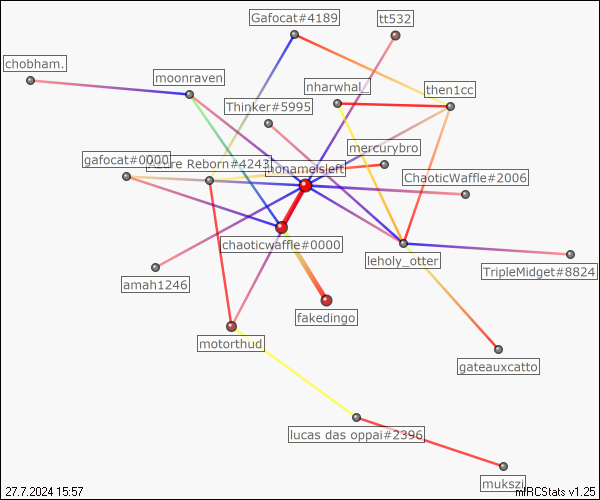 Gafocat#4189
tt532
chobham.
moonraven
nharwhal_
then1cc
Thinker#5995
mercurybro
gafocat#0000
Azure Reborn#4243
nonamesleft
ChaoticWaffle#2006
chaoticwaffle#0000
leholy_otter
TripleMidget#8824
amah1246
fakedingo
motorthud_
gateauxcatto
lucas das oppai#2396
mukszi
27.7.2024 15:57
mIRCStats v1.25